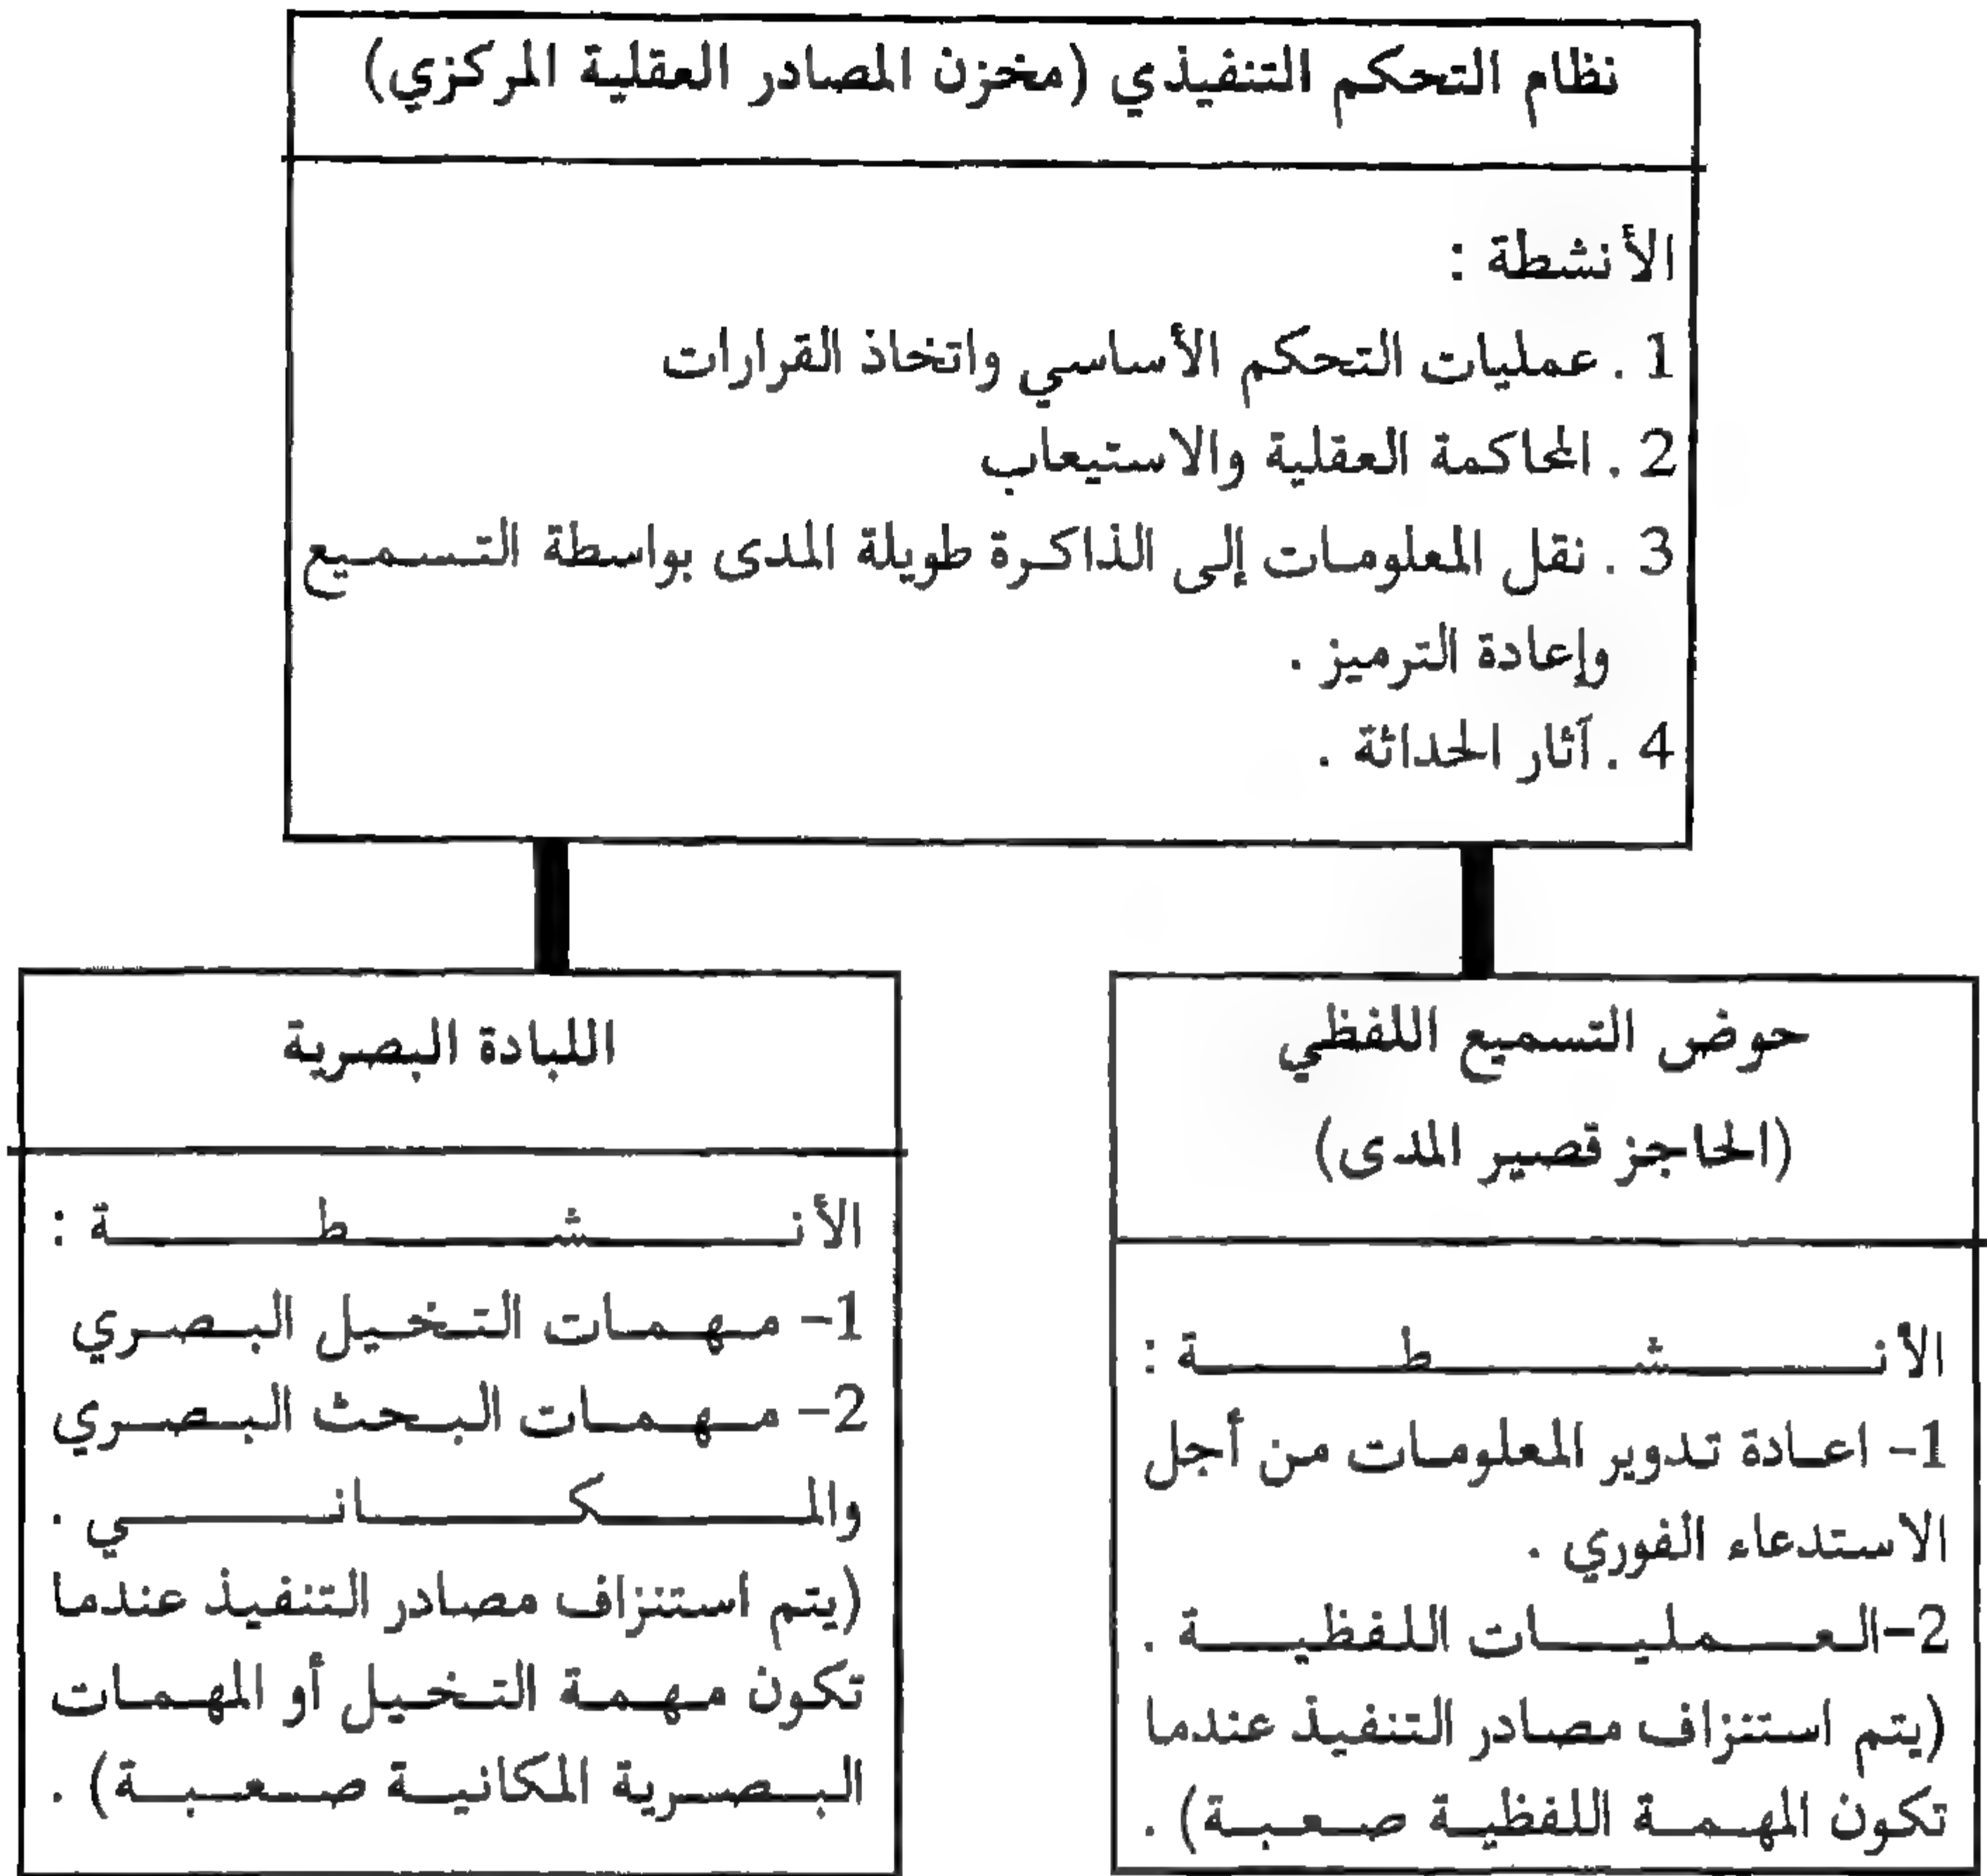 نظام التحكم التنفيذي (مخزن المصادر العقلية المركزي)
الأنشطة :
1 . عمليات التحكم الأساسي واتخاذ القرارات
2 . المحاكمة العقلية والاستيعاب
3 . نقل المعلومات إلى الذاكرة طويلة المدى بواسطة التسميع
وإعادة الترميز .
4 . آثار الحداثة .
حوض التسميع اللفظي
(الحاجز قصير المدى)
الأنشطة :
1- اعادة تدوير المعلومات من أجل
الاستدعاء الفوري .
2-العمليات اللفظية .
(يتم استنزاف مصادر التنفيذ عندما
تكون المهمة اللفظية صعبة) .
اللبادة البصرية
الأنشطة :
1- مهمات التخيل البصري
2- مهمات البحث البصري
والمكاني .
(يتم استنزاف مصادر التنفيذ عندما
تكون مهمة التخيل أو المهمات
البصرية المكانية صعبة) .